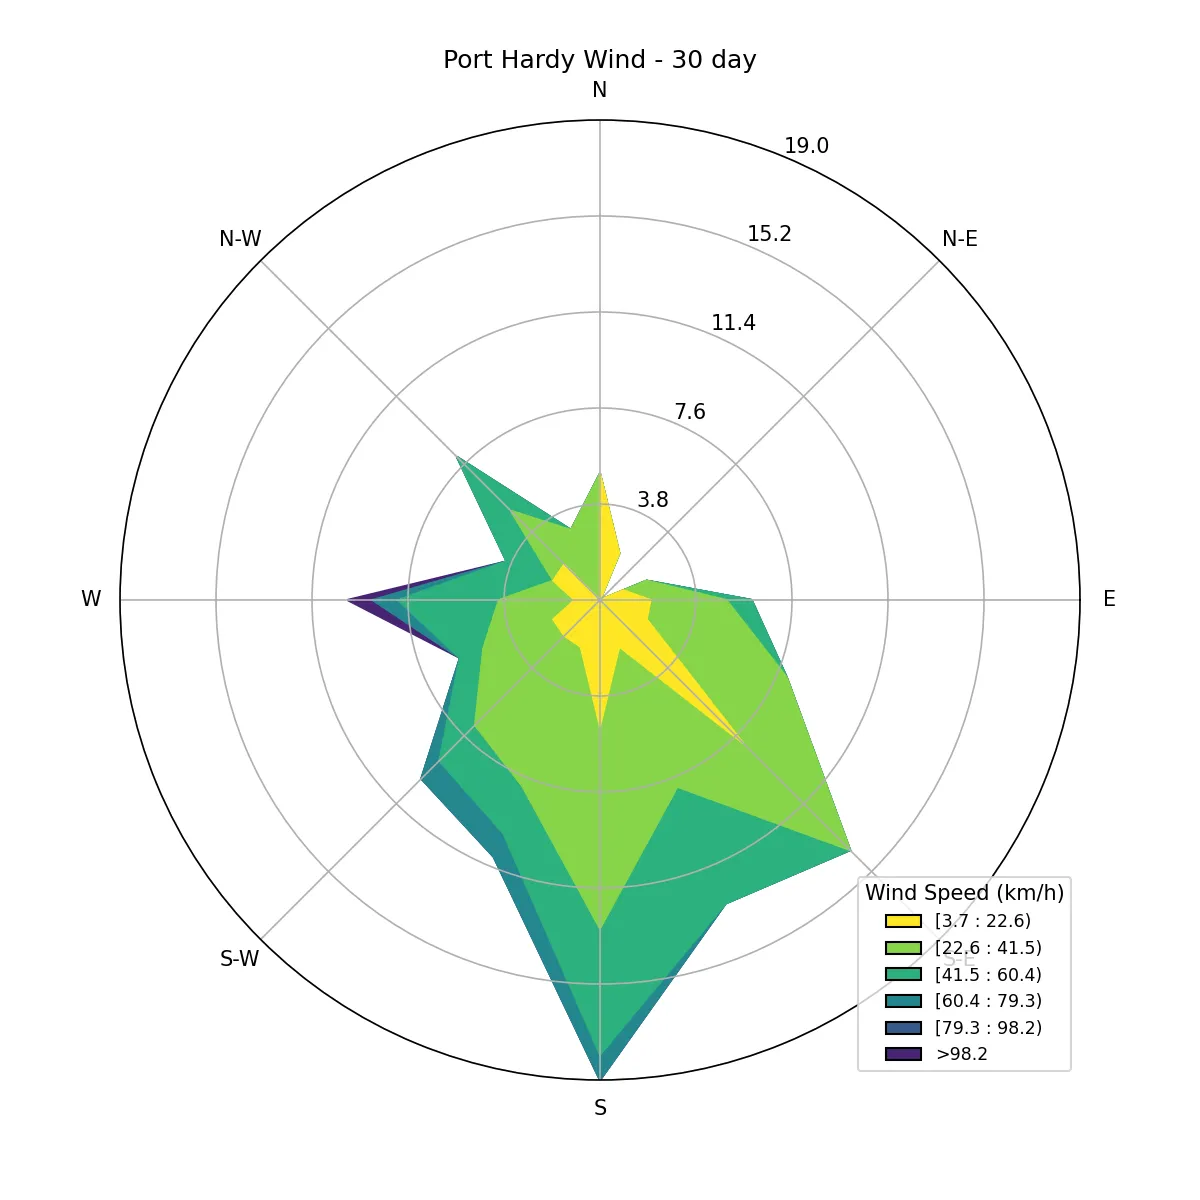 Port Hardy Wind - 30 day
N
19.0
15.2
N-W
N-E
11.4
7.6
3.8
W
E
Wind Speed (km/h)
[3.7 : 22.6)
[22.6 : 41.5)
S-W
S-E
[41.5 : 60.4)
[60.4 : 79.3)
[79.3 : 98.2)
>98.2
S